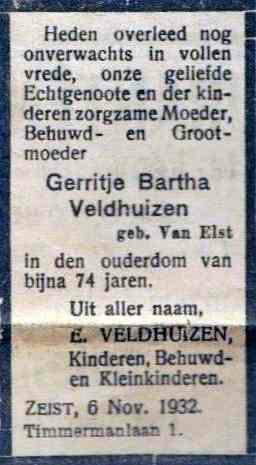 Heden overleed nog
onverwachts in vollen
vrede, onze geliefde
Echtgenoote en der kin-
deren zorgzame Moeder,
Behuwd- en Groot-
moeder
Gerritje Bartha
Veldhuizen
geb. Van Elst
in den ouderdom van
bijna 74 jaren.
Uit aller naam,
E. VELDHUIZEN,
Kinderen, Behuwd-
en Kleinkinderen.
ZEIST, 6 Nov. 1932.
Timmermanlaan 1.